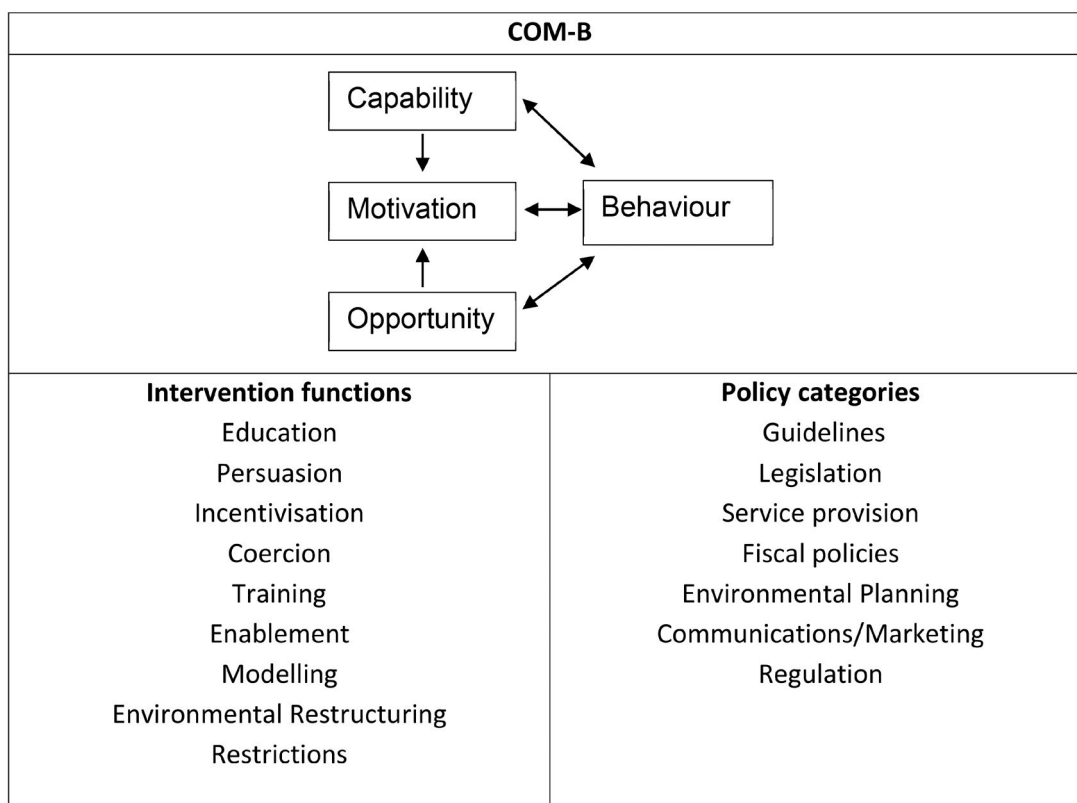 COM-B
Capability
Motivation
Behaviour
Opportunity
Intervention functions
Education
Persuasion
Incentivisation
Coercion
Training
Enablement
Modelling
Environmental Restructuring
Restrictions
Policy categories
Guidelines
Legislation
Service provision
Fiscal policies
Environmental Planning
Communications/Marketing
Regulation